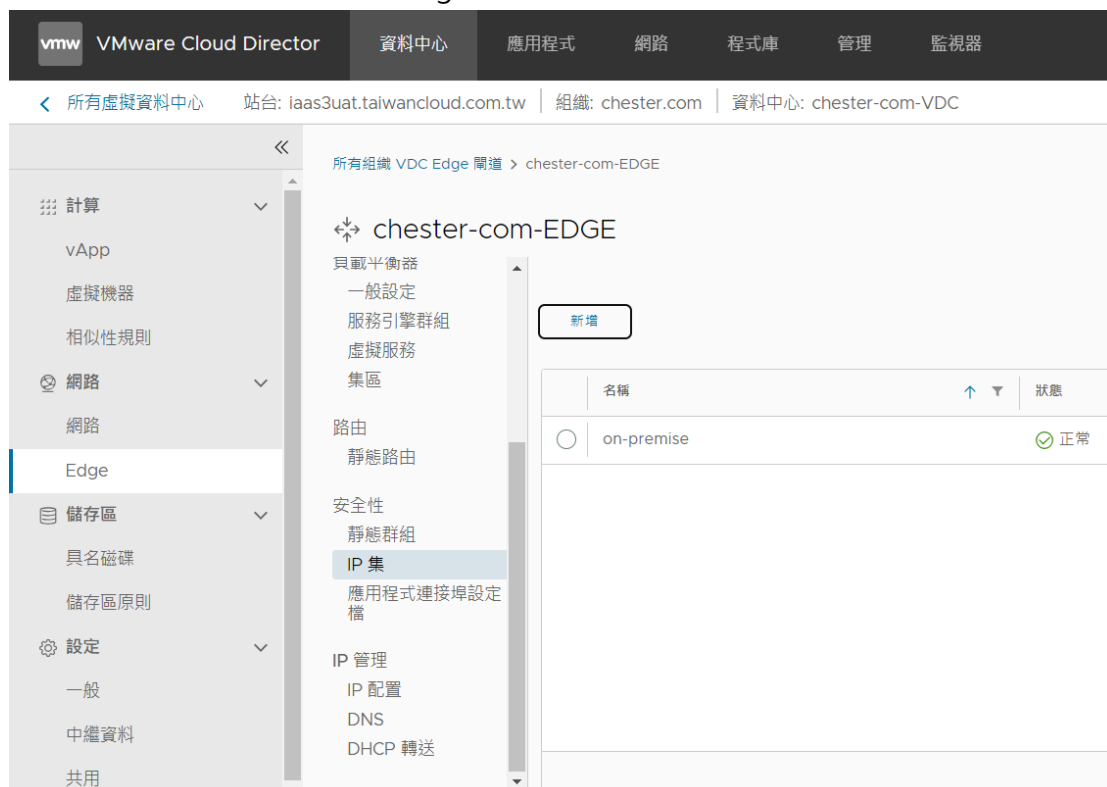 vmw VMware Cloud Director 資料中心 應用程式 網路 程式庫 管理 監視器
所有虛擬資料中心 站台: iaas3uat.taiwancloud.com.tw 組織: chester.com 資料中心: chester-com-VDC
所有組織 VDC Edge 閘道 > chester-com-EDGE
計算
vApp
虛擬機器
相似性規則
網路
網路
Edge
儲存區
具名磁碟
儲存區原則
設定
一般
中繼資料
共用
chester-com-EDGE
負載平衡器
一般設定
服務引擎群組
虛擬服務
集區
路由
靜態路由
安全性
靜態群組
IP 集
應用程式連接埠設定
檔
IP 管理
IP 配置
DNS
DHCP 轉送
新增
名稱 狀態
on-premise 正常